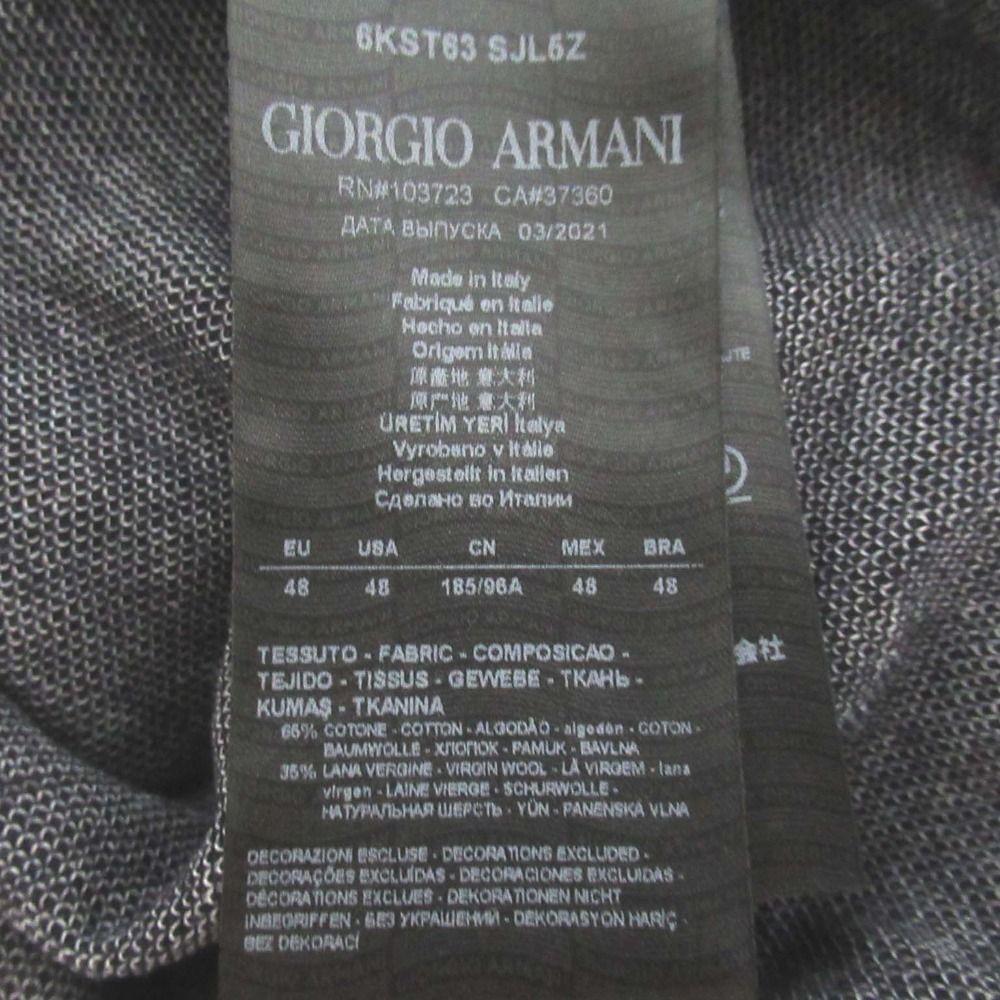 6KST63 SJL5Z
GIORGIO ARMANI
RN#103723 CA#37360
ДАТА ВЫПУСКА 03/2021
Made in Italy
Fabriqué en Italie
Hecho en Italia
Origem Itália
原產地 意大利
原产地 意大利
ÜRETİM YERİ İtalya
Vyrobeno v Itálie
Hergestellt in Italien
Сделано во Италии
EU USA CN MEX BRA
48 48 185/96A 48 48
TESSUTO - FABRIC - COMPOSICAO -
TEJIDO - TISSUS - GEWEBE - ТКАНЬ -
KUMAŞ - TKANINA
65% COTONE - COTTON - ALGODÃO - algodón - COTON -
BAUMWOLLE - ХЛОПОК - PAMUK - BAVLNA
35% LANA VERGINE - VIRGIN WOOL - LÃ VIRGEM - lana
virgen - LAINE VIERGE - SCHURWOLLE -
НАТУРАЛЬНАЯ ШЕРСТЬ - YÜN - PANENSKÁ VLNA
DECORAZIONI ESCLUSE - DECORATIONS EXCLUDED -
DECORAÇÕES EXCLUÍDAS - DECORACIONES EXCLUIDAS -
DÉCORATIONS EXCLUES - DEKORATIONEN NICHT
INBEGRIFFEN - БЕЗ УКРАШЕНИЙ - DEKORASYON HARİÇ -
BEZ DEKORACÍ
会社